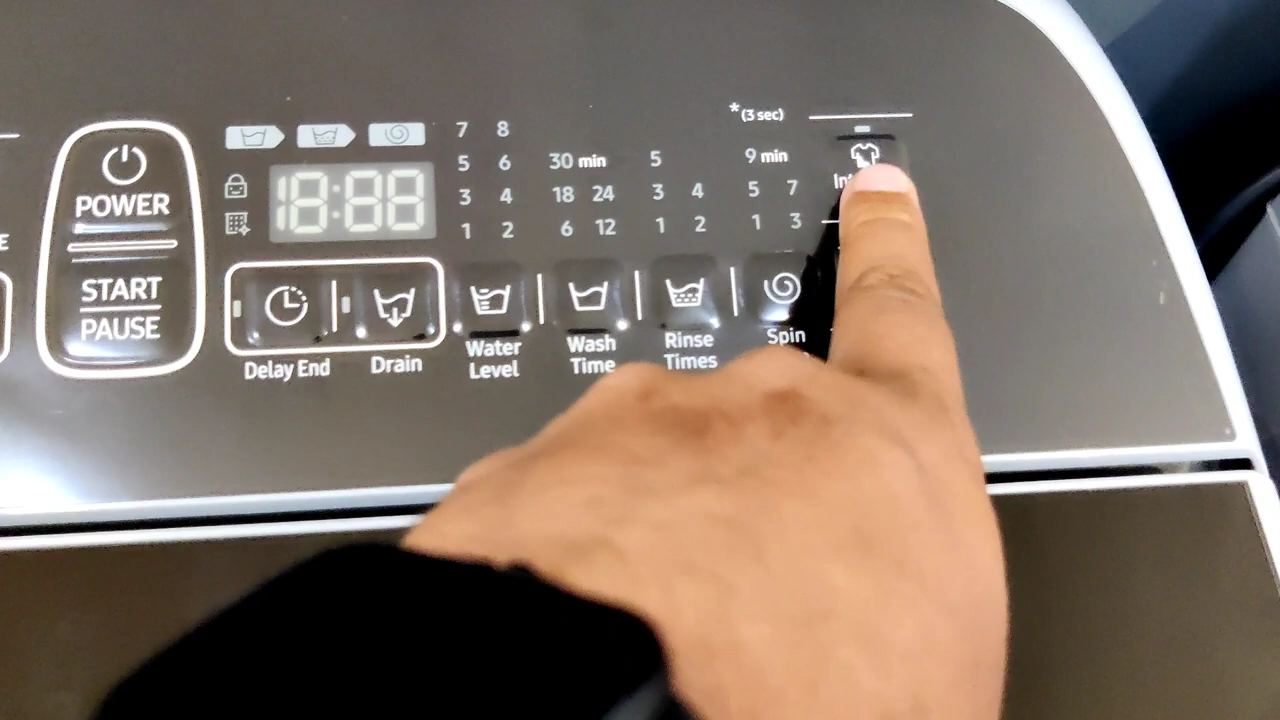 *(3 sec)
7 8
5 6
3 4
1 2
30 min
18 24
6 12
5
3 4
1 2
9 min
5 7
1 3
POWER
START
PAUSE
18:88
Delay End
Drain
Water
Level
Wash
Time
Rinse
Times
Spin